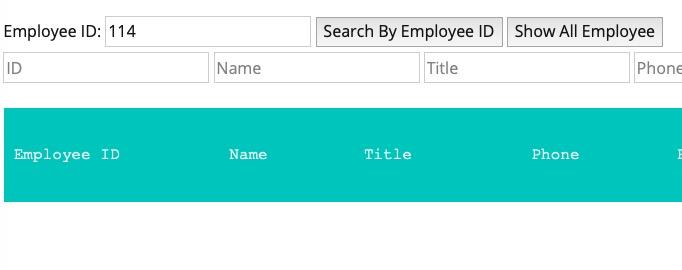 Employee ID: 114 Search By Employee ID Show All Employee
ID Name Title Phone
Employee ID Name Title Phone